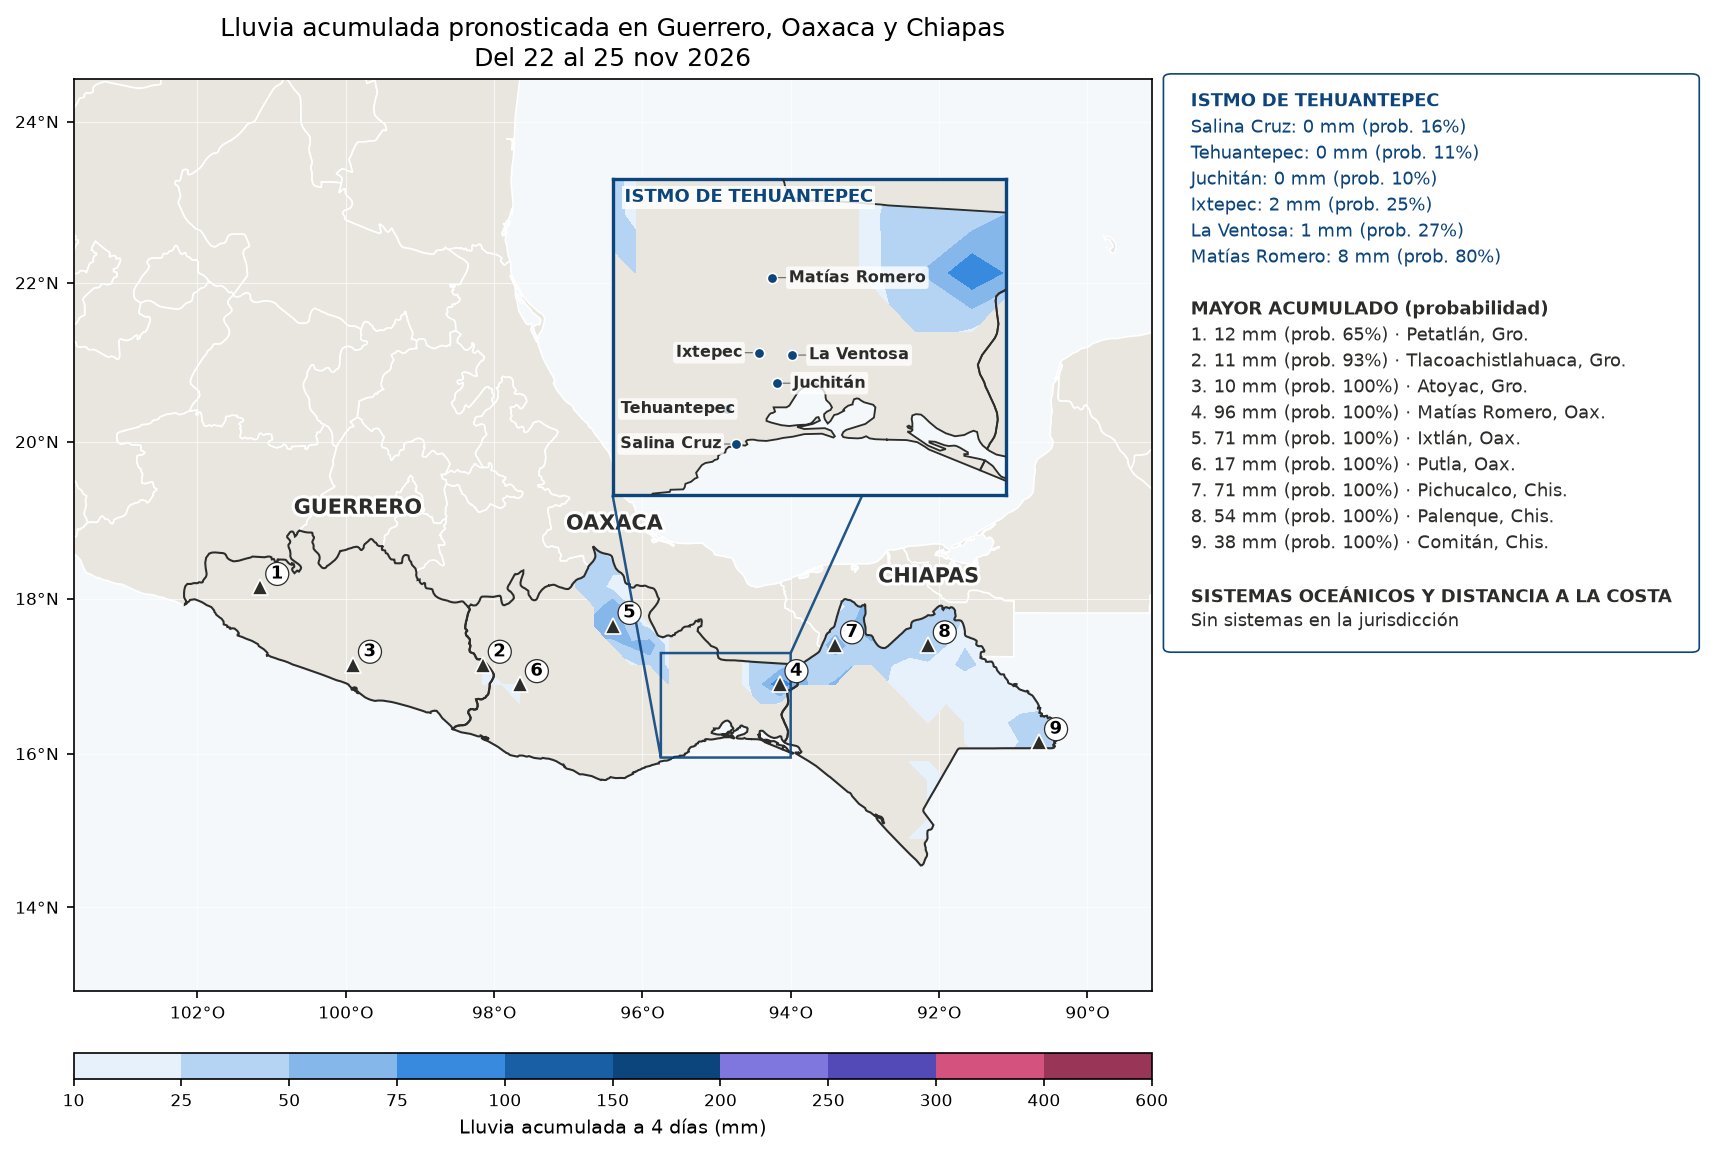 Lluvia acumulada pronosticada en Guerrero, Oaxaca y Chiapas
Del 22 al 25 nov 2026
24°N
22°N
20°N
18°N
16°N
14°N
102°O
100°O
98°O
96°O
94°O
92°O
90°O
ISTMO DE TEHUANTEPEC
Matías Romero
Ixtepec
La Ventosa
Juchitán
Tehuantepec
Salina Cruz
GUERRERO
OAXACA
CHIAPAS
1
2
3
4
5
6
7
8
9
ISTMO DE TEHUANTEPEC
Salina Cruz: 0 mm (prob. 16%)
Tehuantepec: 0 mm (prob. 11%)
Juchitán: 0 mm (prob. 10%)
Ixtepec: 2 mm (prob. 25%)
La Ventosa: 1 mm (prob. 27%)
Matías Romero: 8 mm (prob. 80%)
MAYOR ACUMULADO (probabilidad)
1. 12 mm (prob. 65%) · Petatlán, Gro.
2. 11 mm (prob. 93%) · Tlacoachistlahuaca, Gro.
3. 10 mm (prob. 100%) · Atoyac, Gro.
4. 96 mm (prob. 100%) · Matías Romero, Oax.
5. 71 mm (prob. 100%) · Ixtlán, Oax.
6. 17 mm (prob. 100%) · Putla, Oax.
7. 71 mm (prob. 100%) · Pichucalco, Chis.
8. 54 mm (prob. 100%) · Palenque, Chis.
9. 38 mm (prob. 100%) · Comitán, Chis.
SISTEMAS OCEÁNICOS Y DISTANCIA A LA COSTA
Sin sistemas en la jurisdicción
10 25 50 75 100 150 200 250 300 400 600
Lluvia acumulada a 4 días (mm)